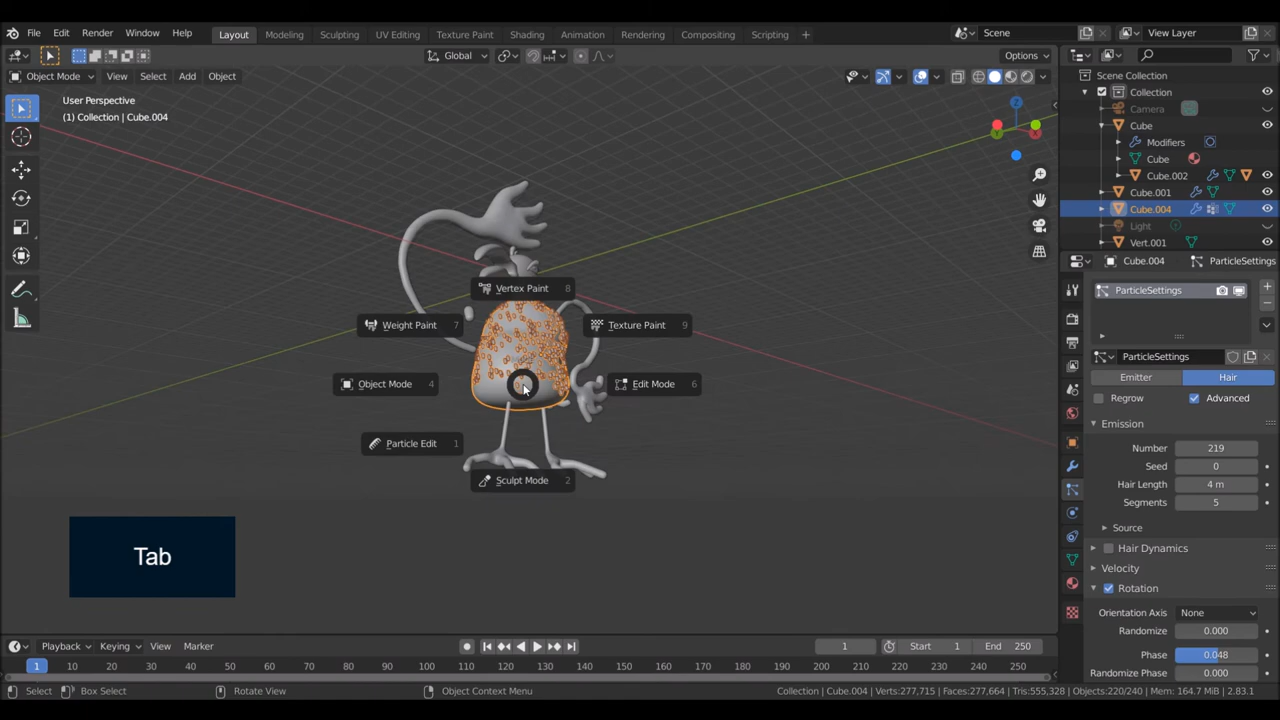 File Edit Render Window Help Layout Modeling Sculpting UV Editing Texture Paint Shading Animation Rendering Compositing Scripting + Scene View Layer
Global Options
Object Mode View Select Add Object
User Perspective
(1) Collection | Cube.004
Z
Scene Collection
Collection
Camera
Cube
Modifiers
Cube
Cube.002
Cube.001
Cube.004
Light
Vert.001
Cube.004 ParticleSettings
ParticleSettings
ParticleSettings
Emitter Hair
Regrow Advanced
Emission
Number 219
Seed 0
Hair Length 4 m
Segments 5
Source
Hair Dynamics
Velocity
Rotation
Orientation Axis None
Randomize 0.000
Phase 0.048
Randomize Phase 0.000
Vertex Paint 8
Weight Paint 7
Texture Paint 9
Object Mode 4
Edit Mode 6
Particle Edit 1
Sculpt Mode 2
Tab
Playback Keying View Marker 1 Start 1 End 250
1 10 20 30 40 50 60 70 80 90 100 110 120 130 140 150 160 170 180 190 200 210 220 230 240 250
Select Box Select Rotate View Object Context Menu Collection | Cube.004 | Verts:277,715 | Faces:277,664 | Tris:555,328 | Objects:220/240 | Mem: 164.7 MiB | 2.83.1